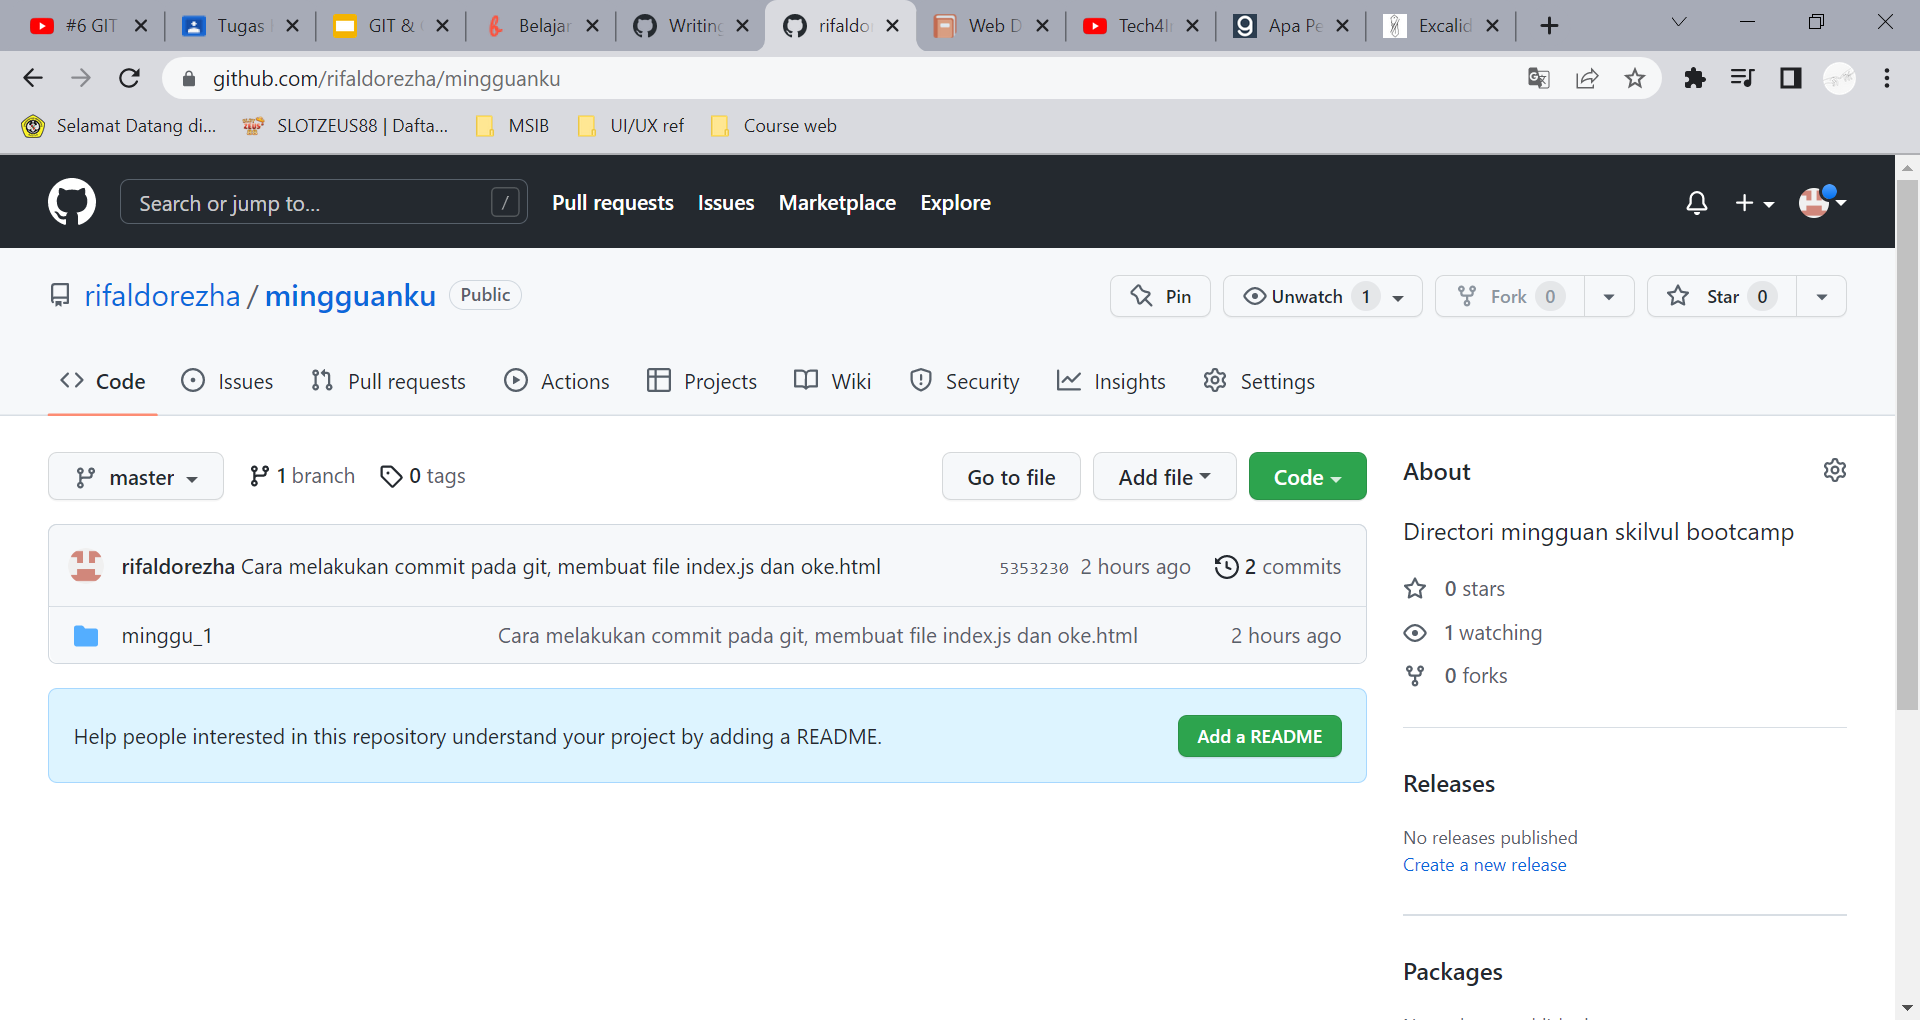 #6 GIT
Tugas
GIT &
Belajar
Writing
rifaldo
Web D
Tech4I
Apa Pe
Excalid
github.com/rifaldorezha/mingguanku
Selamat Datang di...
SLOTZEUS88 | Dafta...
MSIB
UI/UX ref
Course web
Search or jump to...
/
Pull requests
Issues
Marketplace
Explore
rifaldorezha / mingguanku
Public
Pin
Unwatch 1
Fork 0
Star 0
Code
Issues
Pull requests
Actions
Projects
Wiki
Security
Insights
Settings
master
1 branch
0 tags
Go to file
Add file
Code
rifaldorezha Cara melakukan commit pada git, membuat file index.js dan oke.html
5353230 2 hours ago
2 commits
minggu_1
Cara melakukan commit pada git, membuat file index.js dan oke.html
2 hours ago
Help people interested in this repository understand your project by adding a README.
Add a README
About
Directori mingguan skilvul bootcamp
0 stars
1 watching
0 forks
Releases
No releases published
Create a new release
Packages